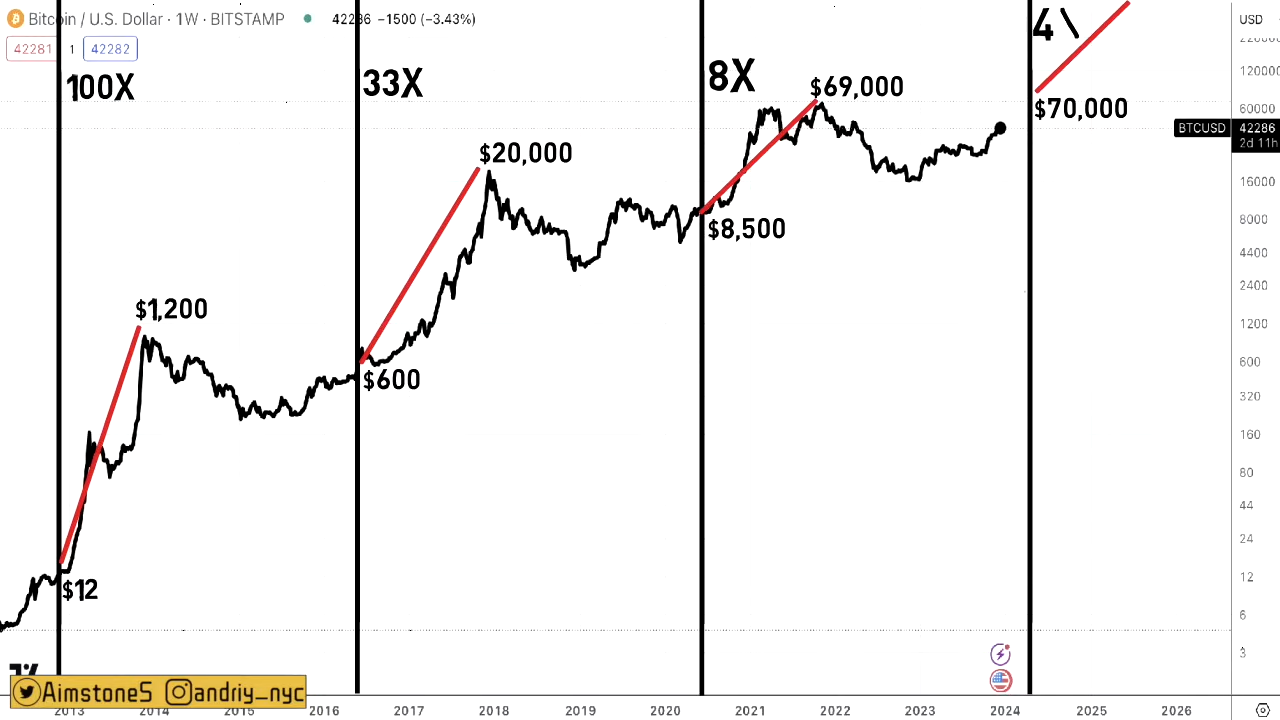 Bitcoin / U.S. Dollar · 1W · BITSTAMP
42286 −1500 (−3.43%)
USD
42281 1 42282
220000
100X
33X
8X
4
120000
$69,000
$70,000
60000
BTCUSD 42286
2d 11h
$20,000
16000
$8,500
8000
4400
2400
$1,200
1200
$600
600
320
160
80
44
24
$12
12
6
3
Aimstone5 andriy_nyc
2013 2014 2015 2016 2017 2018 2019 2020 2021 2022 2023 2024 2025 2026